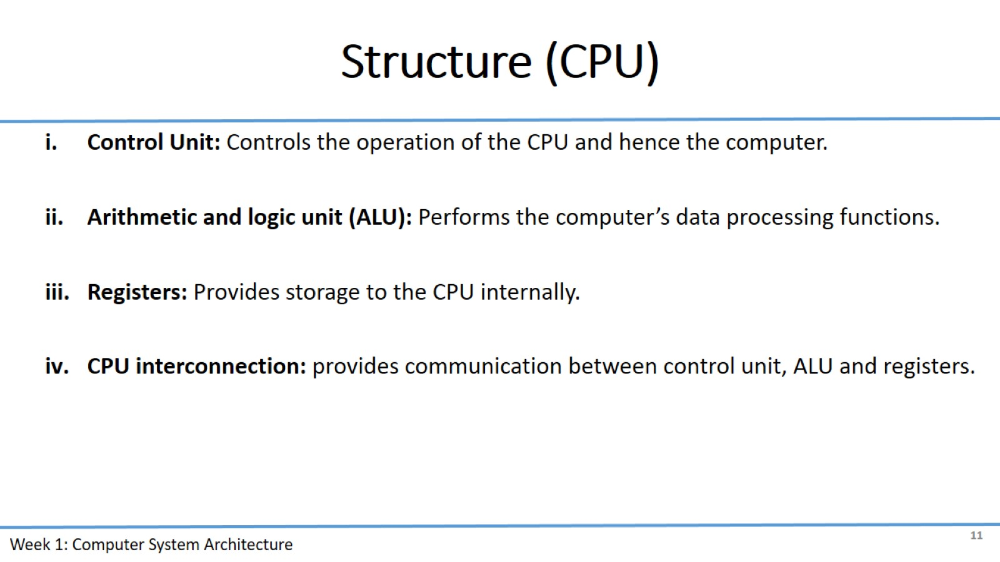 Structure (CPU)
i. Control Unit: Controls the operation of the CPU and hence the computer.
ii. Arithmetic and logic unit (ALU): Performs the computer’s data processing functions.
iii. Registers: Provides storage to the CPU internally.
iv. CPU interconnection: provides communication between control unit, ALU and registers.
Week 1: Computer System Architecture
11